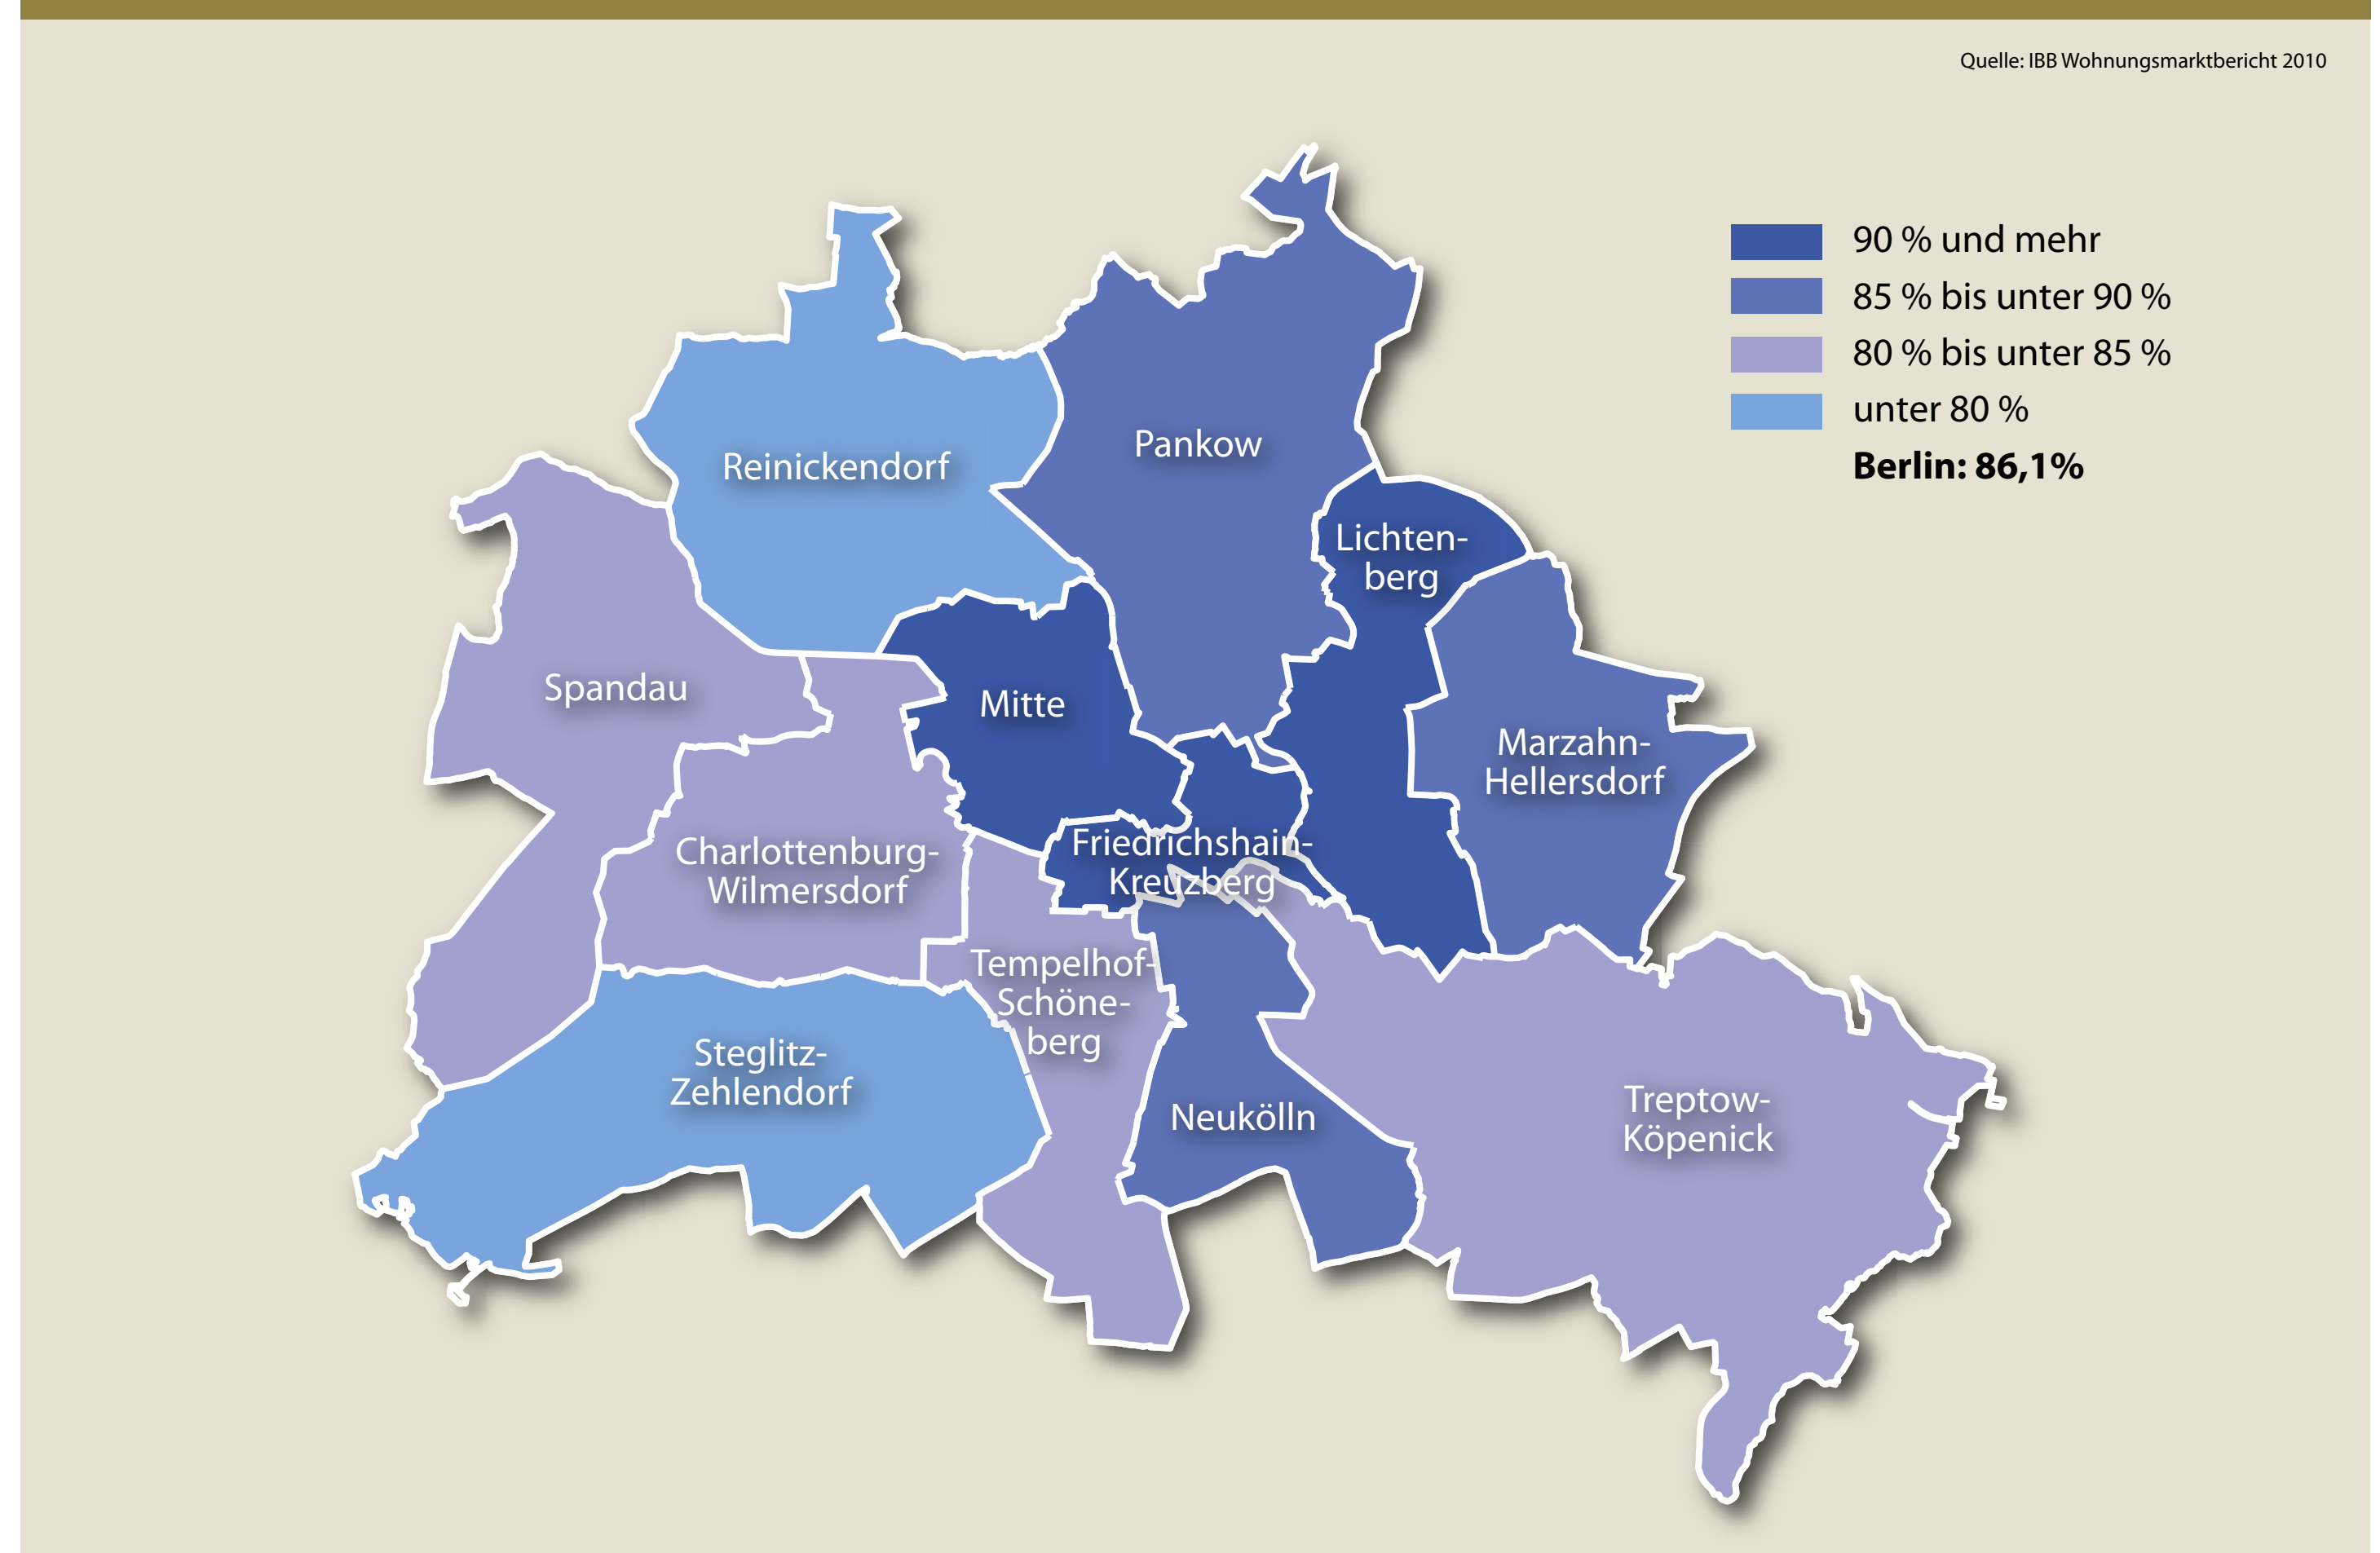 Quelle: IBB Wohnungsmarktbericht 2010
90 % und mehr
85 % bis unter 90 %
80 % bis unter 85 %
unter 80 %
Berlin: 86,1%
Pankow
Reinickendorf
Lichten-
berg
Spandau
Mitte
Marzahn-
Hellersdorf
Friedrichshain-
Kreuzberg
Charlottenburg-
Wilmersdorf
Tempelhof-
Schöne-
berg
Steglitz-
Zehlendorf
Neukölln
Treptow-
Köpenick